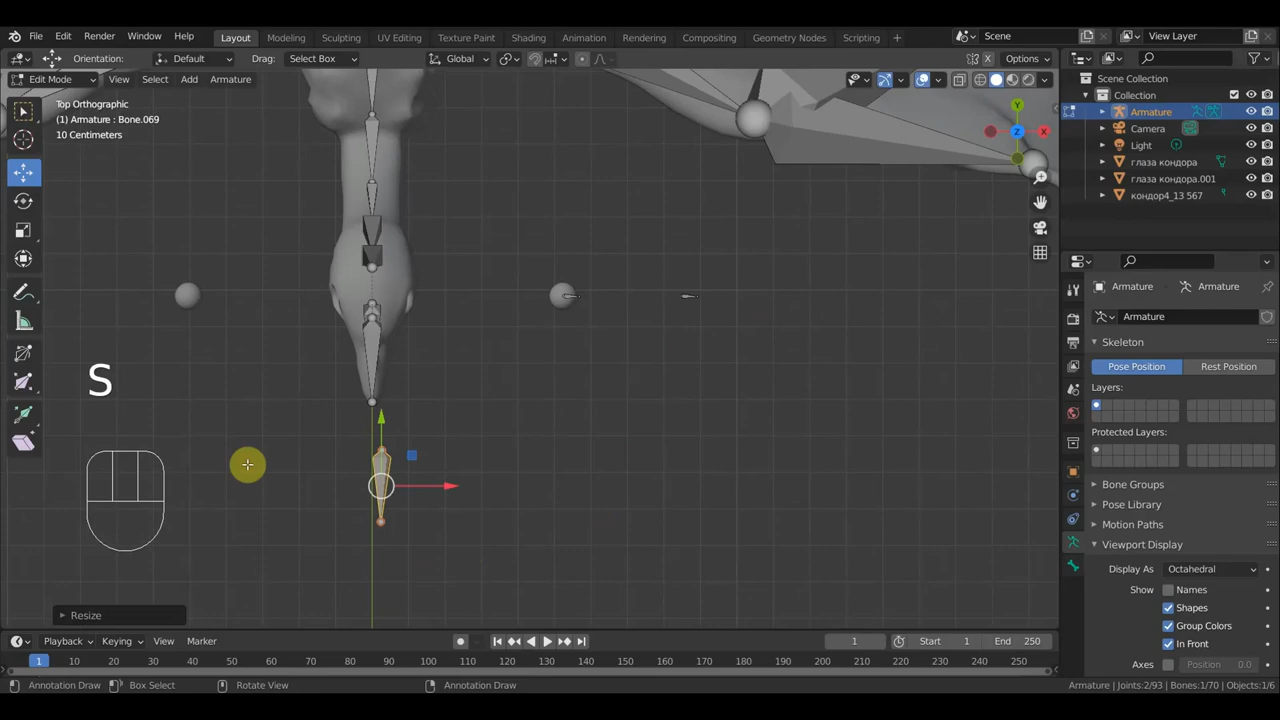 File Edit Render Window Help Layout Modeling Sculpting UV Editing Texture Paint Shading Animation Rendering Compositing Geometry Nodes Scripting + Scene View Layer
Orientation: Default Drag: Select Box Global Options
Edit Mode View Select Add Armature
Top Orthographic
(1) Armature : Bone.069
10 Centimeters
Y
Z
X
S
Resize
Scene Collection
Collection
Armature
Camera
Light
глаза кондора
глаза кондора.001
кондор4_13 567
Armature Armature
Armature
Skeleton
Pose Position Rest Position
Layers:
Protected Layers:
Bone Groups
Pose Library
Motion Paths
Viewport Display
Display As Octahedral
Show Names
Shapes
Group Colors
In Front
Axes Position 0.0
Playback Keying View Marker 1 Start 1 End 250
1 10 20 30 40 50 60 70 80 90 100 110 120 130 140 150 160 170 180 190 200 210 220 230 240 250
Annotation Draw Box Select Rotate View Annotation Draw Armature | Joints:2/93 | Bones:1/70 | Objects:1/6